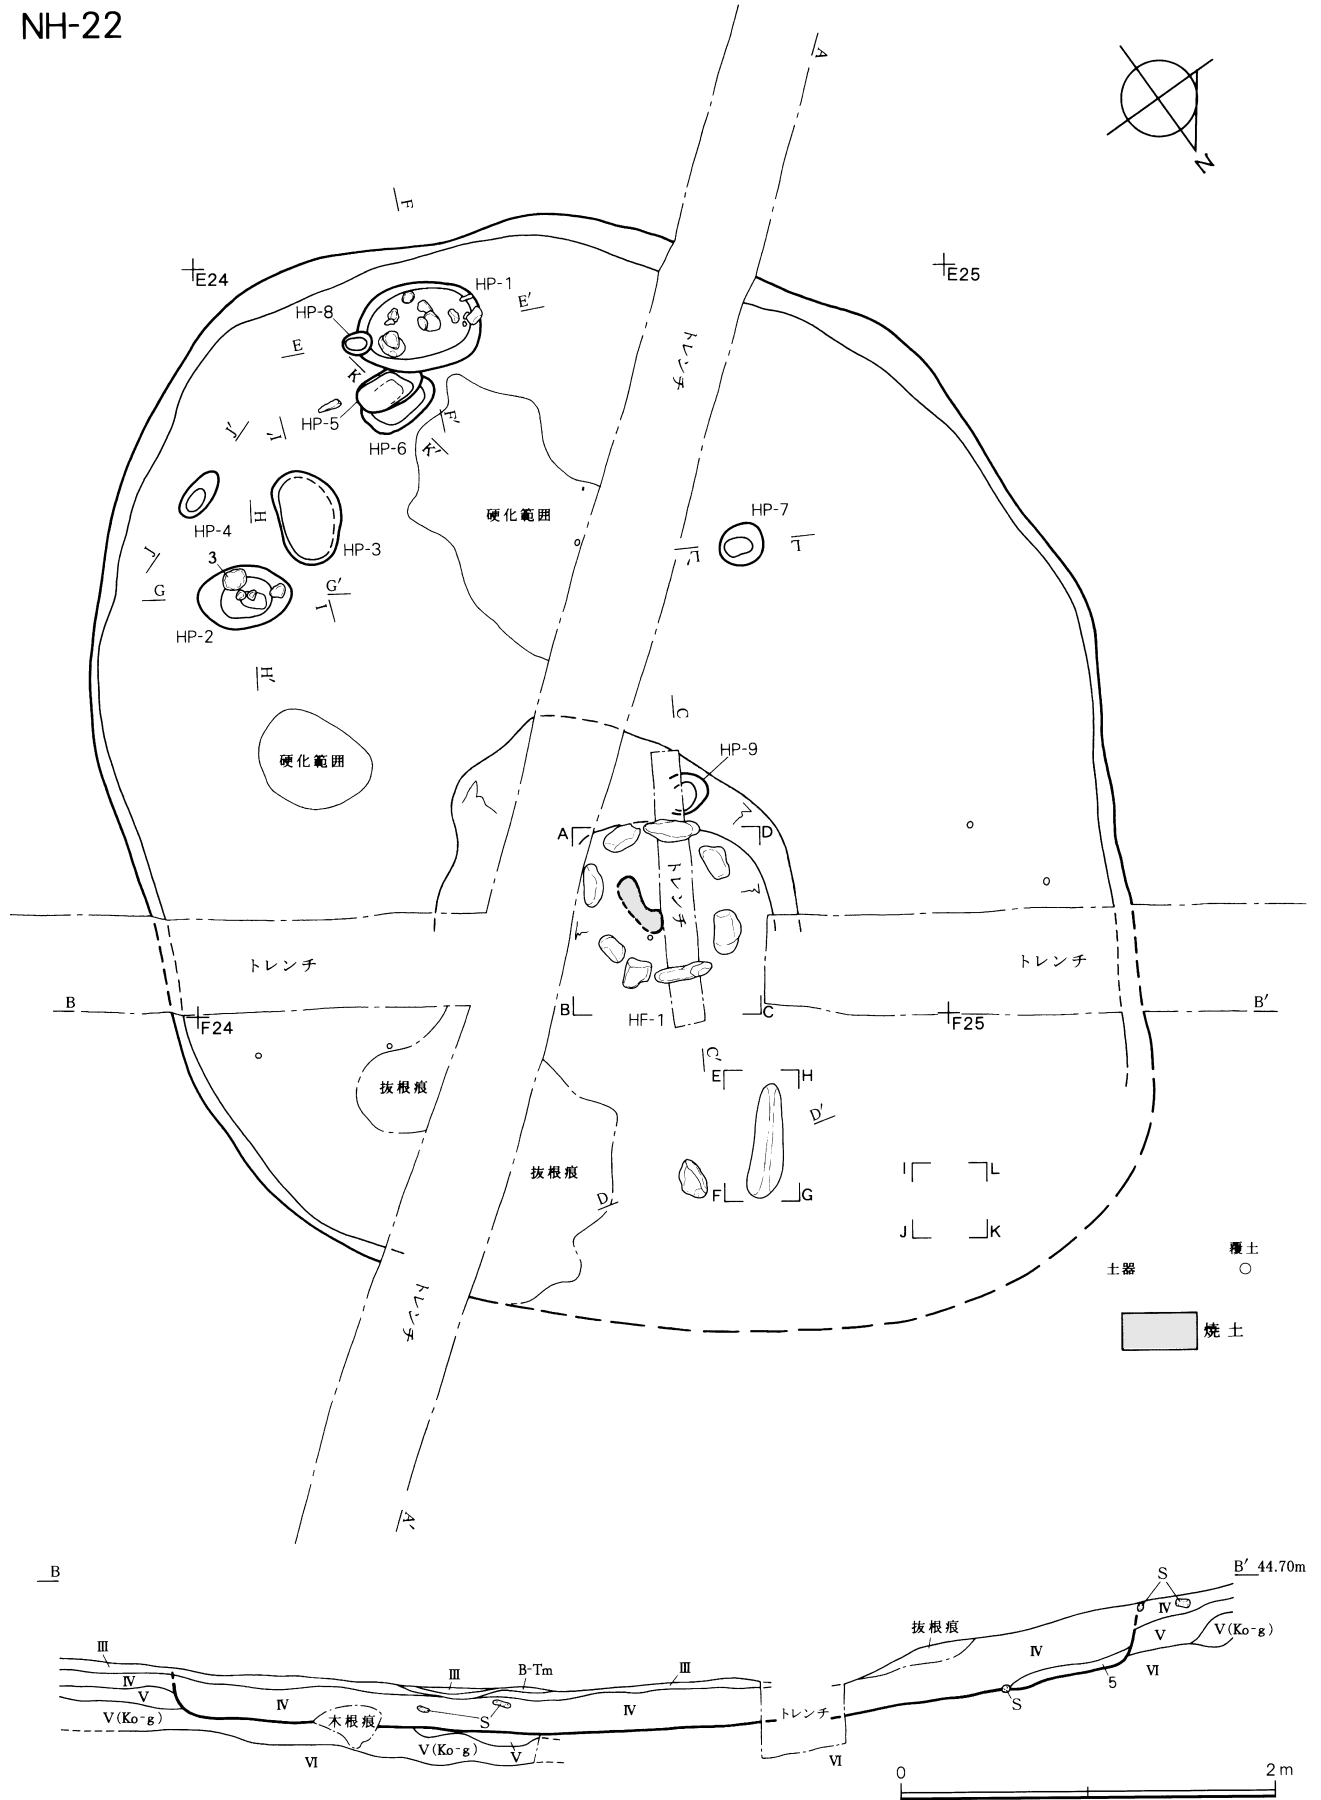 NH-22
A
N
F
E24
E25
HP-1
E′
HP-8
E
トレンチ
K
HP-5
F′
J′
I′
HP-6
K′
HP-4
H
硬化範囲
HP-7
HP-3
L′
L
J
3
G
G′
I
HP-2
H′
C
硬化範囲
HP-9
A
D
トレンチ
トレンチ
トレンチ
B
B
C
B′
F24
HF-1
F25
C′
E
H
抜根痕
D′
抜根痕
I
L
D
F
G
J
K
覆土
土器
トレンチ
焼土
A′
B
B′ 44.70m
S
III
IV
V
V(Ko-g)
IV
木根痕
VI
III
B-Tm
S
V(Ko-g)
V
III
IV
トレンチ
VI
抜根痕
IV
S
5
IV
V
VI
V(Ko-g)
0
2m